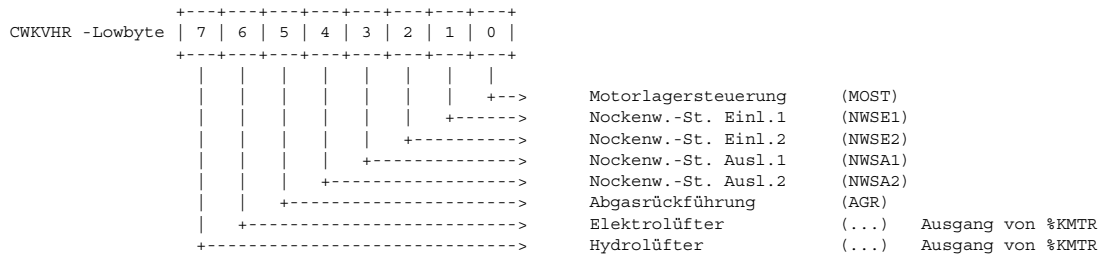 +---+---+---+---+---+---+---+---+
CWKVHR -Lowbyte | 7 | 6 | 5 | 4 | 3 | 2 | 1 | 0 |
+---+---+---+---+---+---+---+---+
| | | | | | | |
| | | | | | | +--> Motorlagersteuerung (MOST)
| | | | | | +------> Nockenw.-St. Einl.1 (NWSE1)
| | | | | +----------> Nockenw.-St. Einl.2 (NWSE2)
| | | | +--------------> Nockenw.-St. Ausl.1 (NWSA1)
| | | +------------------> Nockenw.-St. Ausl.2 (NWSA2)
| | +----------------------> Abgasrückführung (AGR)
| +--------------------------> Elektrolüfter (...) Ausgang von %KMTR
+------------------------------> Hydrolüfter (...) Ausgang von %KMTR